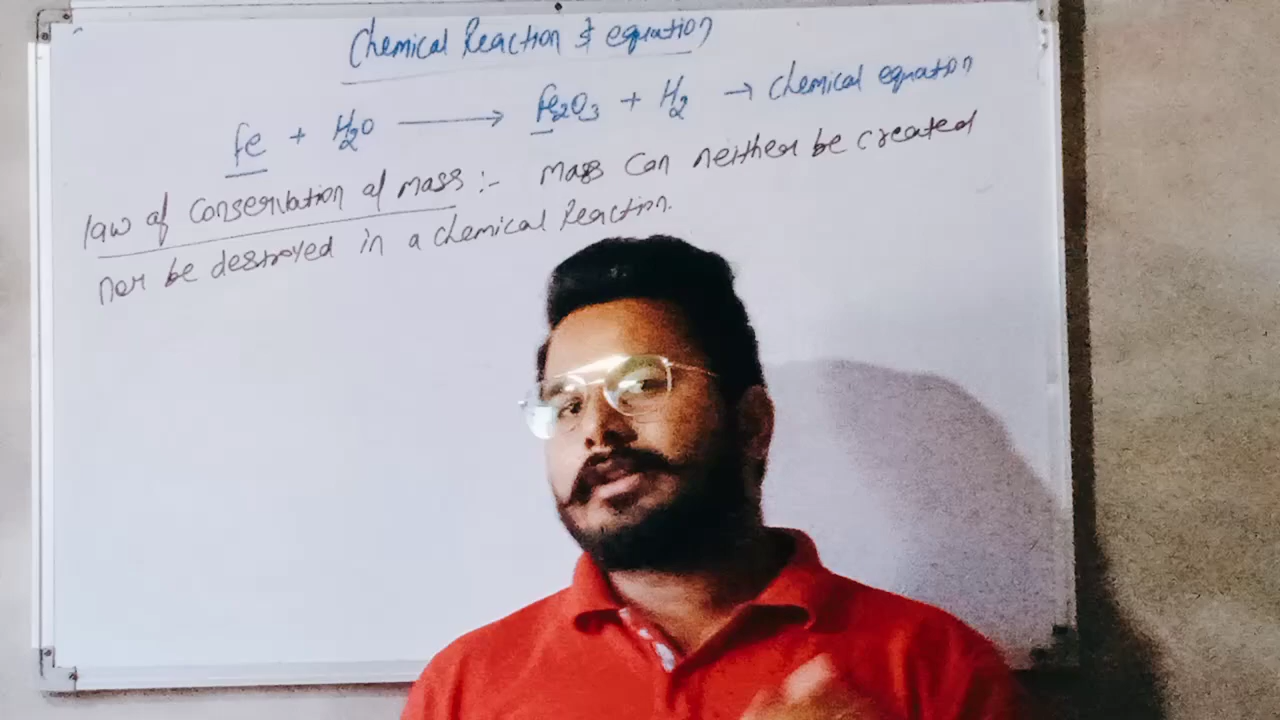 Chemical Reaction & equation
Fe + H2O ⟶ Fe2O3 + H2 → Chemical equation
law of Conservation of mass :- Mass Can neither be created
nor be destroyed in a chemical Reaction.